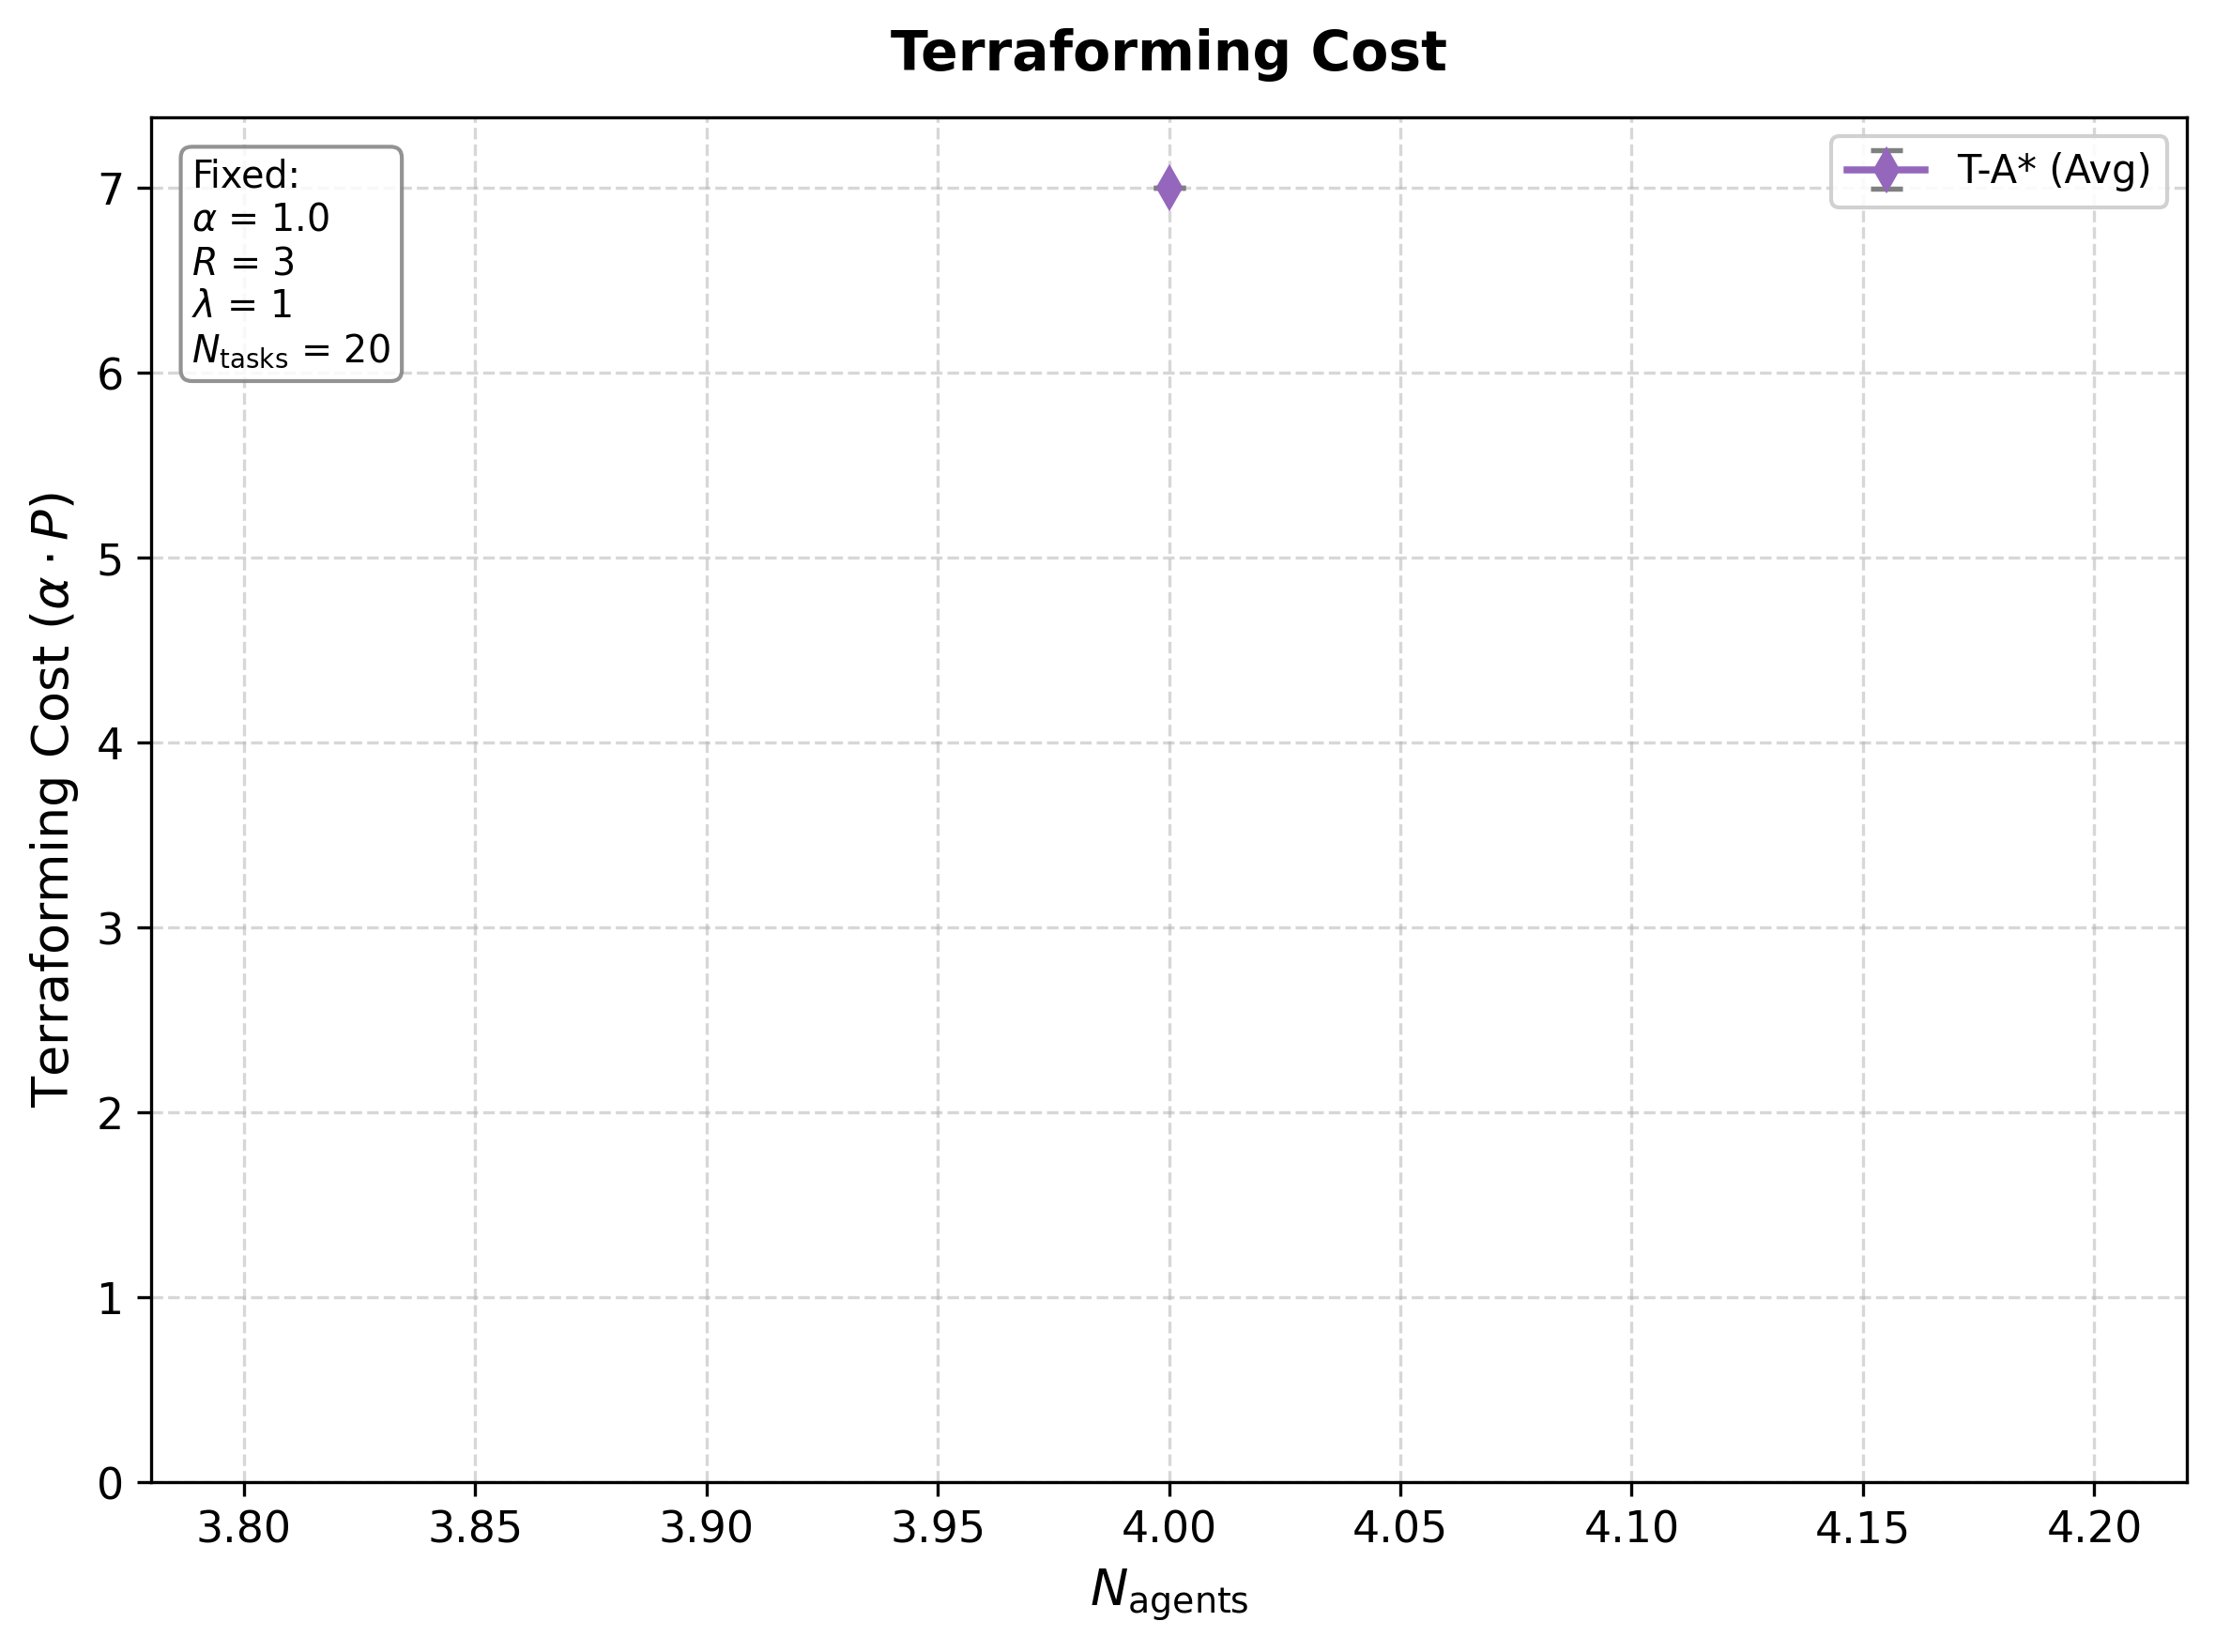 Terraforming Cost
Fixed:
α = 1.0
R = 3
λ = 1
N_tasks = 20
T-A* (Avg)
Terraforming Cost (α · P)
7
6
5
4
3
2
1
0
3.80 3.85 3.90 3.95 4.00 4.05 4.10 4.15 4.20
N_agents